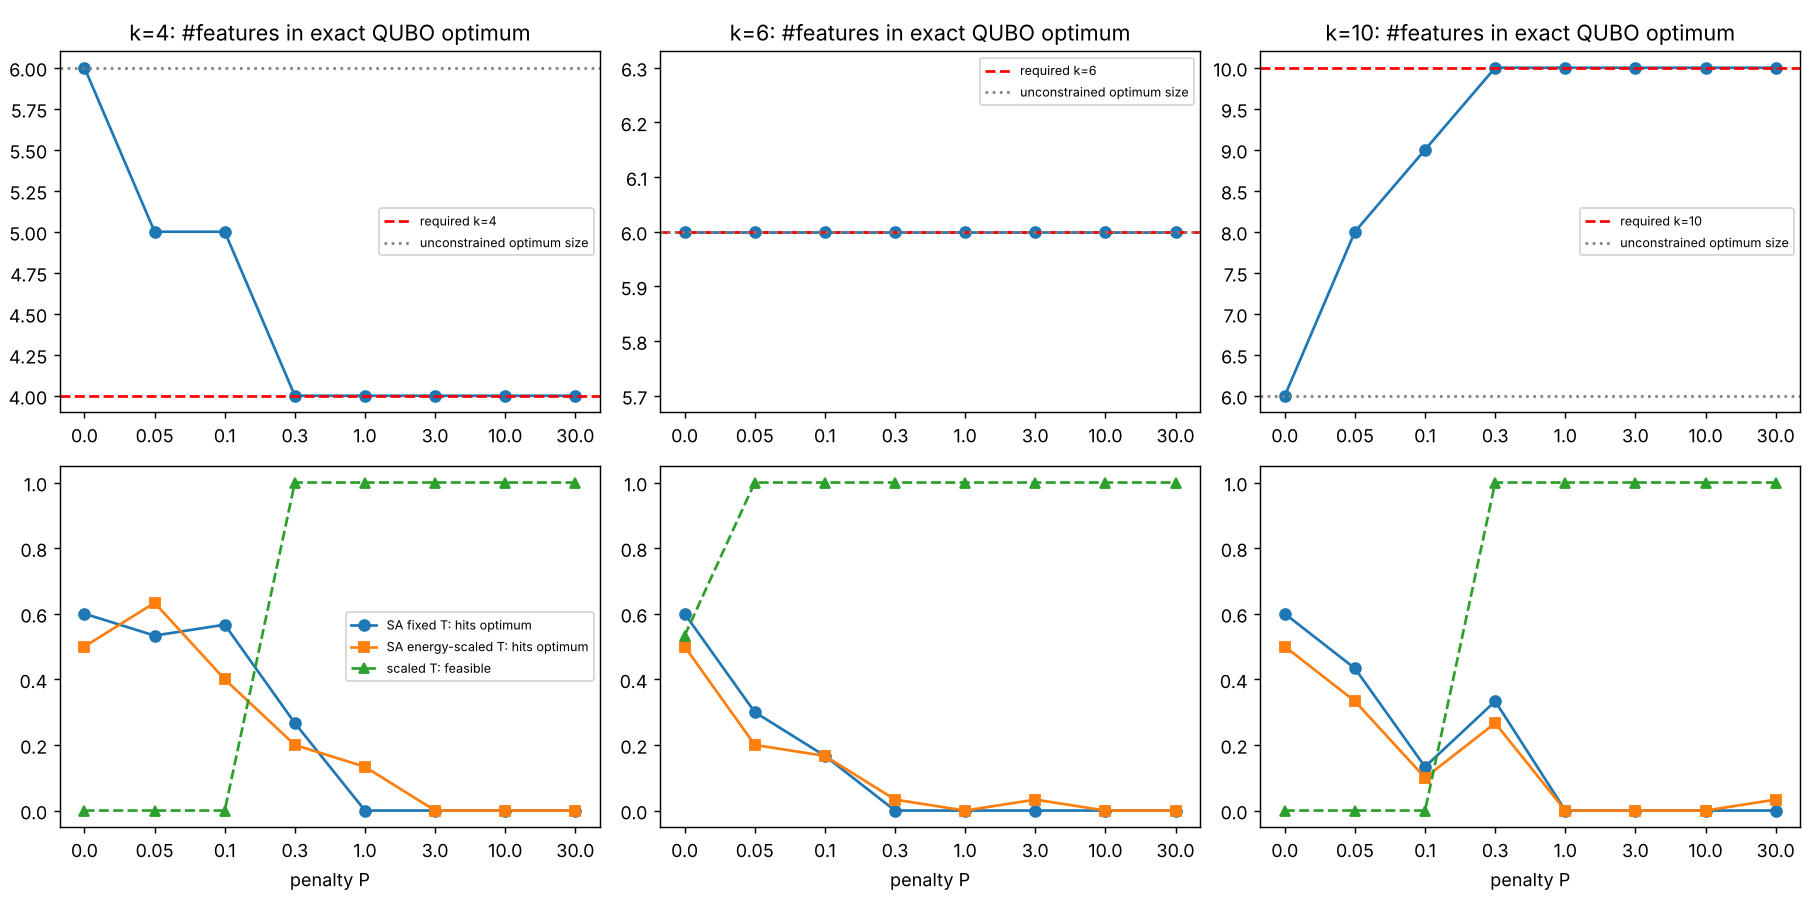 k=4: #features in exact QUBO optimum
6.00
5.75
5.50
5.25
5.00
4.75
4.50
4.25
4.00
required k=4
unconstrained optimum size
0.0 0.05 0.1 0.3 1.0 3.0 10.0 30.0
k=6: #features in exact QUBO optimum
6.3
6.2
6.1
6.0
5.9
5.8
5.7
required k=6
unconstrained optimum size
0.0 0.05 0.1 0.3 1.0 3.0 10.0 30.0
k=10: #features in exact QUBO optimum
10.0
9.5
9.0
8.5
8.0
7.5
7.0
6.5
6.0
required k=10
unconstrained optimum size
0.0 0.05 0.1 0.3 1.0 3.0 10.0 30.0
1.0
0.8
0.6
0.4
0.2
0.0
SA fixed T: hits optimum
SA energy-scaled T: hits optimum
scaled T: feasible
0.0 0.05 0.1 0.3 1.0 3.0 10.0 30.0
penalty P
1.0
0.8
0.6
0.4
0.2
0.0
0.0 0.05 0.1 0.3 1.0 3.0 10.0 30.0
penalty P
1.0
0.8
0.6
0.4
0.2
0.0
0.0 0.05 0.1 0.3 1.0 3.0 10.0 30.0
penalty P